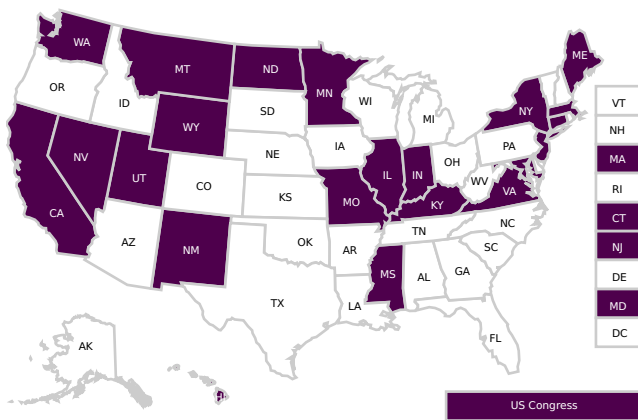 WA
ME
MT
ND
MN
OR
ID
WI
NY
VT
SD
MI
WY
NH
PA
IA
NE
MA
OH
NV
IL
IN
UT
CO
WV
VA
RI
KS
MO
KY
CA
CT
NC
TN
AZ
NM
OK
AR
SC
NJ
MS
AL
GA
DE
TX
LA
MD
DC
FL
AK
US Congress